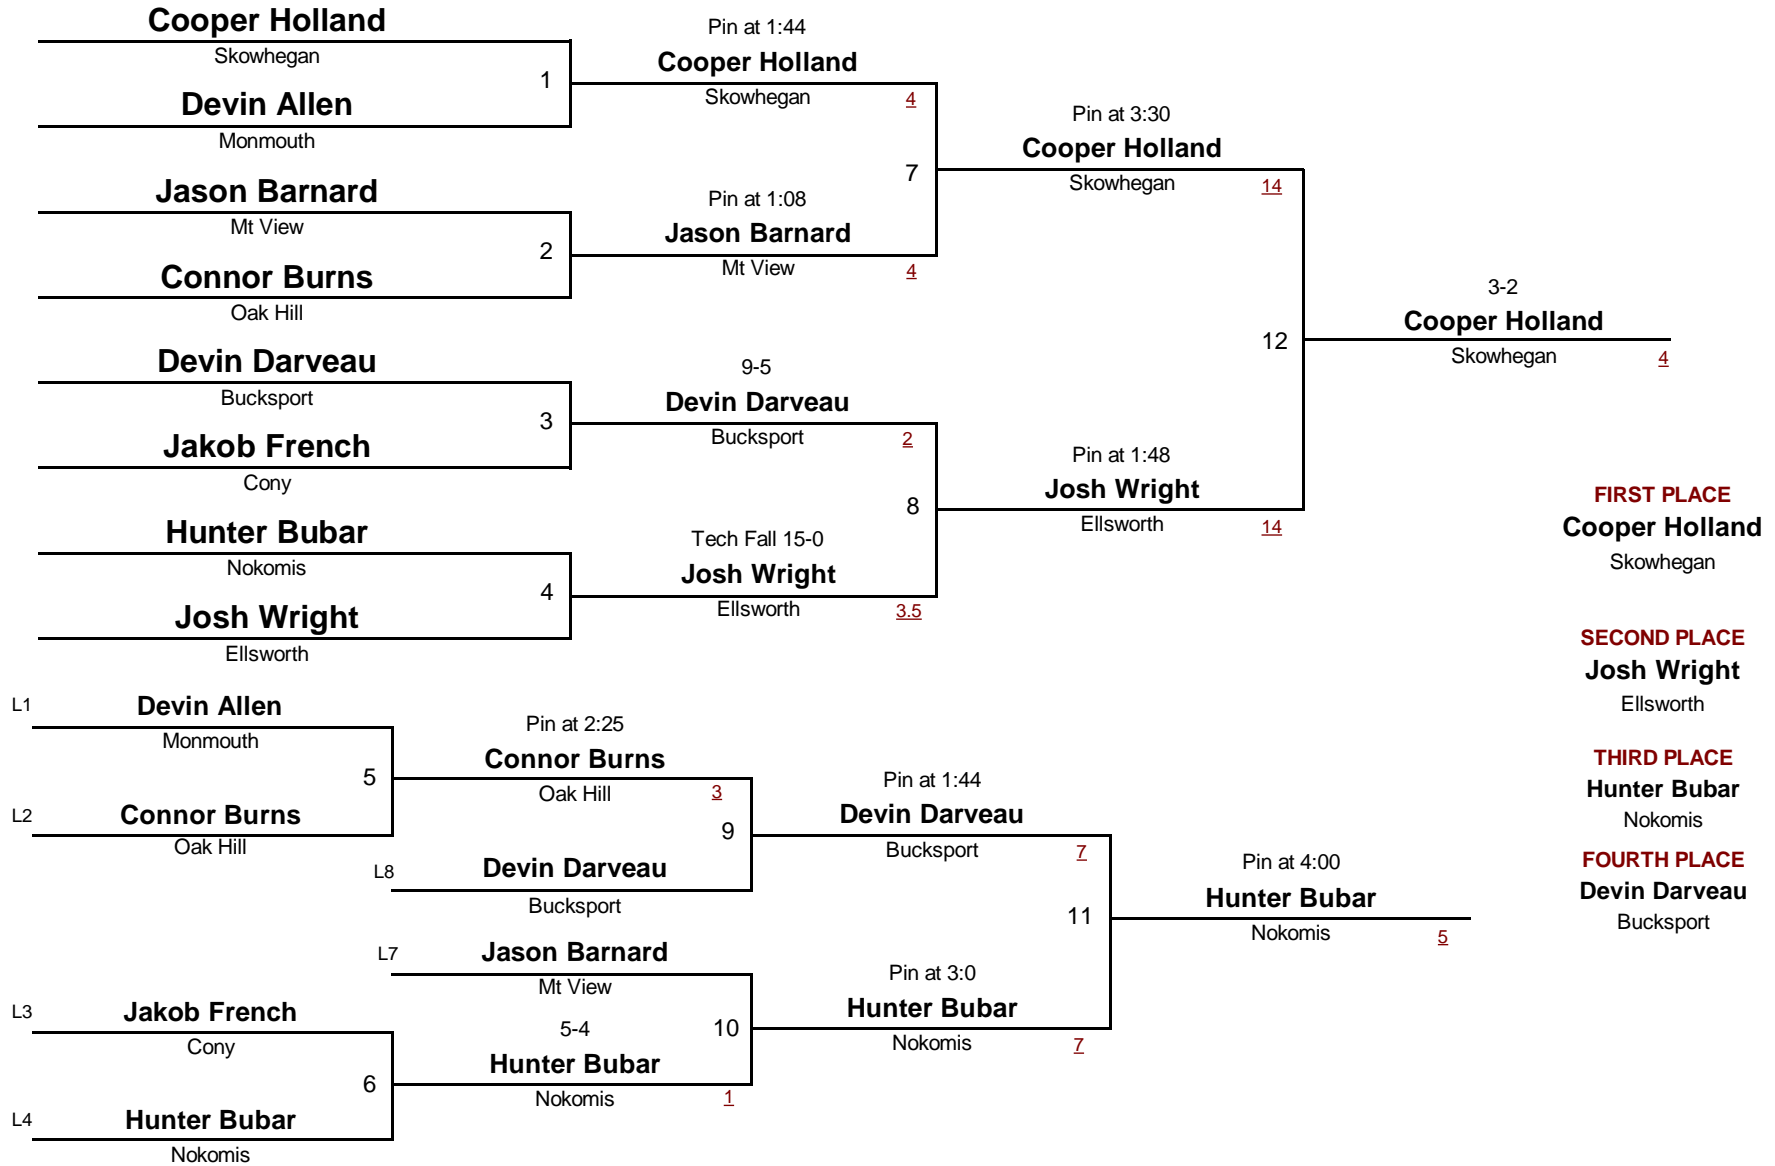 Cooper Holland
Skowhegan
1
Devin Allen
Monmouth
Jason Barnard
Mt View
2
Connor Burns
Oak Hill
Devin Darveau
Bucksport
3
Jakob French
Cony
Hunter Bubar
Nokomis
4
Josh Wright
Ellsworth
Pin at 1:44
Cooper Holland
Skowhegan
4
7
Pin at 1:08
Jason Barnard
Mt View
4
9-5
Devin Darveau
Bucksport
2
8
Tech Fall 15-0
Josh Wright
Ellsworth
3.5
Pin at 3:30
Cooper Holland
Skowhegan
14
12
Pin at 1:48
Josh Wright
Ellsworth
14
3-2
Cooper Holland
Skowhegan
4
FIRST PLACE
Cooper Holland
Skowhegan
SECOND PLACE
Josh Wright
Ellsworth
THIRD PLACE
Hunter Bubar
Nokomis
FOURTH PLACE
Devin Darveau
Bucksport
L1
Devin Allen
Monmouth
5
L2
Connor Burns
Oak Hill
L3
Jakob French
Cony
6
L4
Hunter Bubar
Nokomis
Pin at 2:25
Connor Burns
Oak Hill
3
9
L8
Devin Darveau
Bucksport
L7
Jason Barnard
Mt View
10
5-4
Hunter Bubar
Nokomis
1
Pin at 1:44
Devin Darveau
Bucksport
7
11
Pin at 3:0
Hunter Bubar
Nokomis
7
Pin at 4:00
Hunter Bubar
Nokomis
5